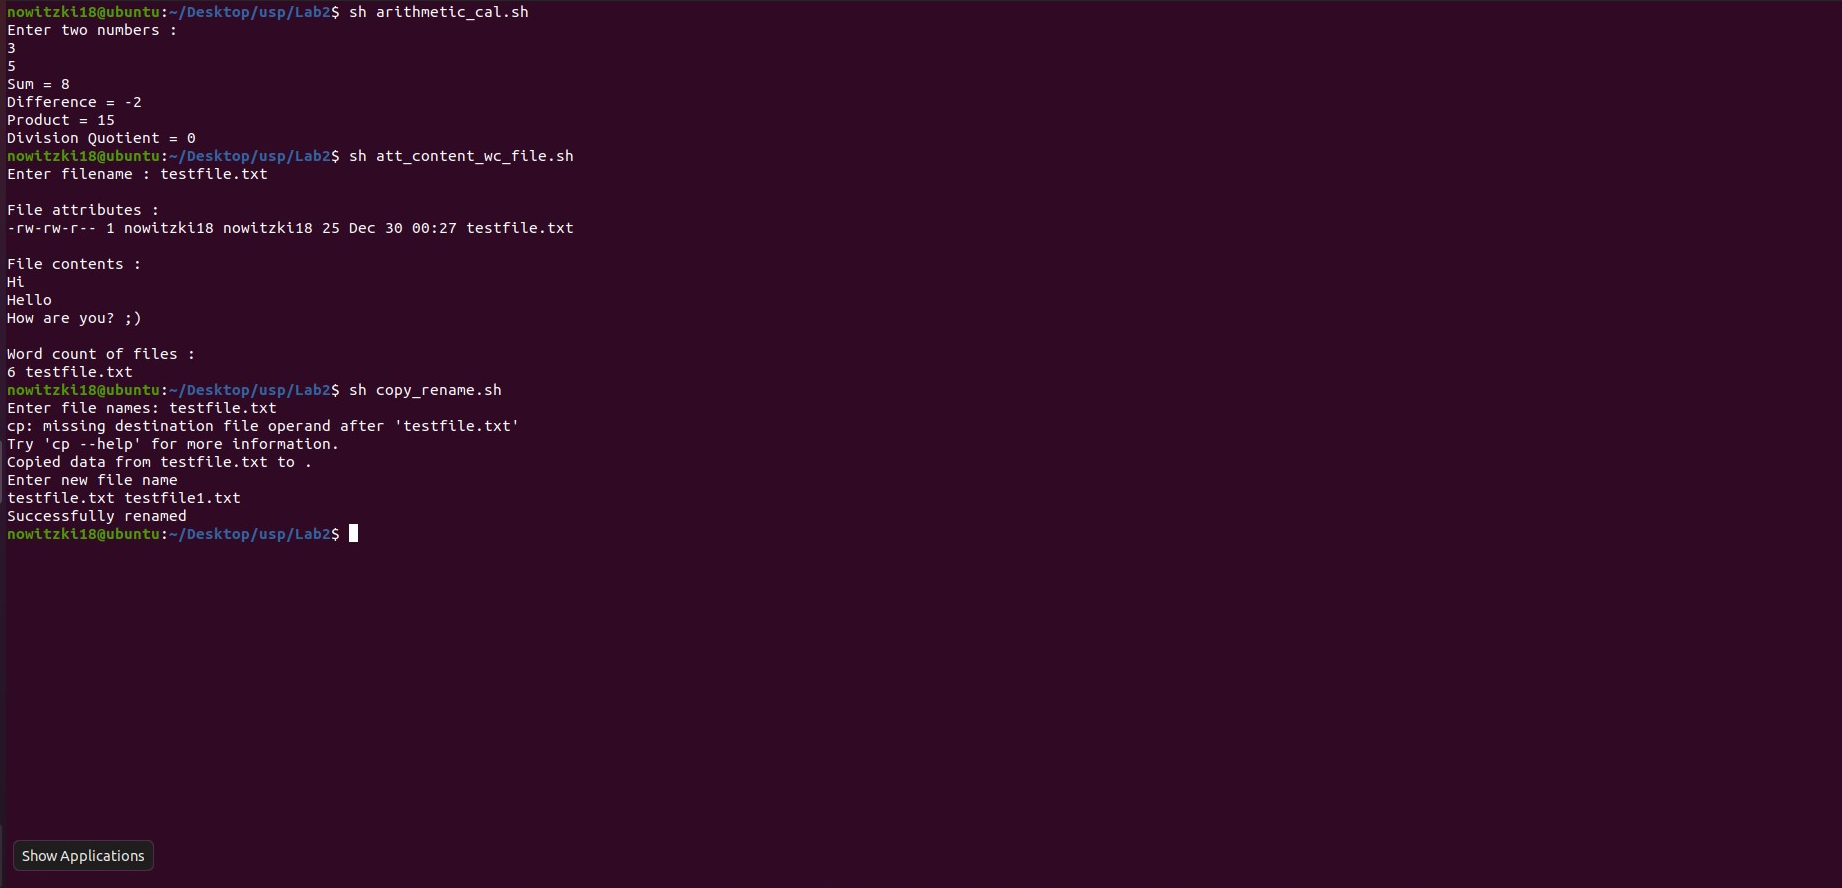 nowitzki18@ubuntu:~/Desktop/usp/Lab2$ sh arithmetic_cal.sh
Enter two numbers :
3
5
Sum = 8
Difference = -2
Product = 15
Division Quotient = 0
nowitzki18@ubuntu:~/Desktop/usp/Lab2$ sh att_content_wc_file.sh
Enter filename : testfile.txt
File attributes :
-rw-rw-r-- 1 nowitzki18 nowitzki18 25 Dec 30 00:27 testfile.txt
File contents :
Hi
Hello
How are you? ;)
Word count of files :
6 testfile.txt
nowitzki18@ubuntu:~/Desktop/usp/Lab2$ sh copy_rename.sh
Enter file names: testfile.txt
cp: missing destination file operand after 'testfile.txt'
Try 'cp --help' for more information.
Copied data from testfile.txt to .
Enter new file name
testfile.txt testfile1.txt
Successfully renamed
nowitzki18@ubuntu:~/Desktop/usp/Lab2$
Show Applications